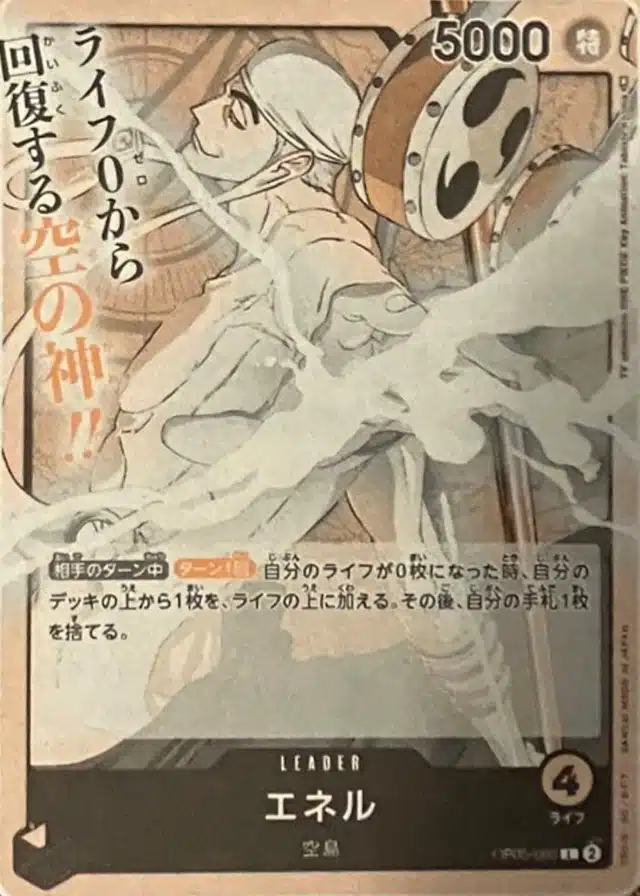 5000 特
ライフ0から
回復する空の神!!
相手のターン中 ターン1回 自分のライフが0枚になった時、自分の
デッキの上から1枚を、ライフの上に加える。その後、自分の手札1枚
を捨てる。
LEADER
エネル
空島
4
ライフ
L 2